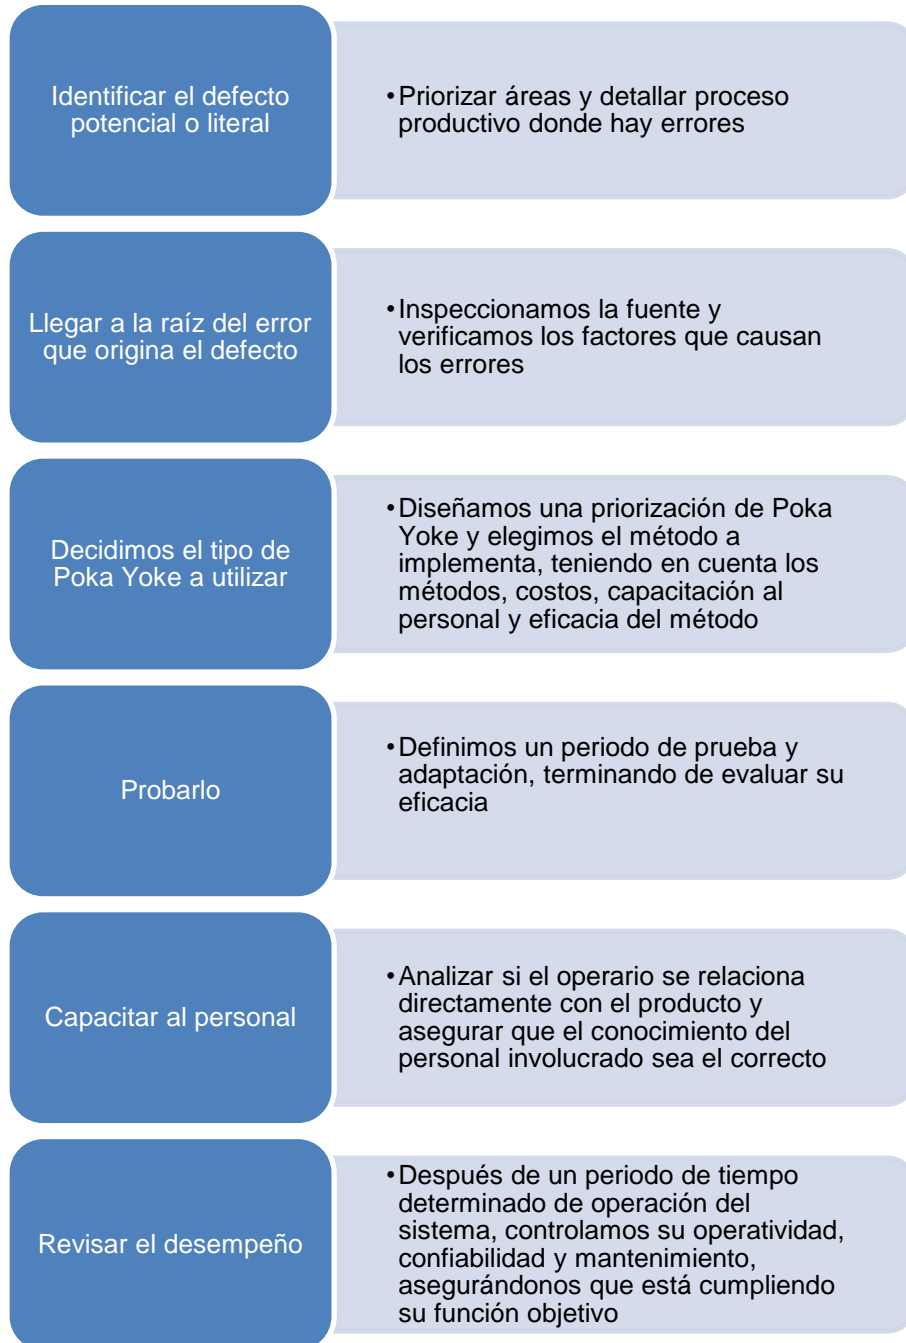 Identificar el defecto
potencial o literal
•Priorizar áreas y detallar proceso
productivo donde hay errores
Llegar a la raíz del error
que origina el defecto
•Inspeccionamos la fuente y
verificamos los factores que causan
los errores
Decidimos el tipo de
Poka Yoke a utilizar
•Diseñamos una priorización de Poka
Yoke y elegimos el método a
implementa, teniendo en cuenta los
métodos, costos, capacitación al
personal y eficacia del método
Probarlo
•Definimos un periodo de prueba y
adaptación, terminando de evaluar su
eficacia
Capacitar al personal
•Analizar si el operario se relaciona
directamente con el producto y
asegurar que el conocimiento del
personal involucrado sea el correcto
Revisar el desempeño
•Después de un periodo de tiempo
determinado de operación del
sistema, controlamos su operatividad,
confiabilidad y mantenimiento,
asegurándonos que está cumpliendo
su función objetivo